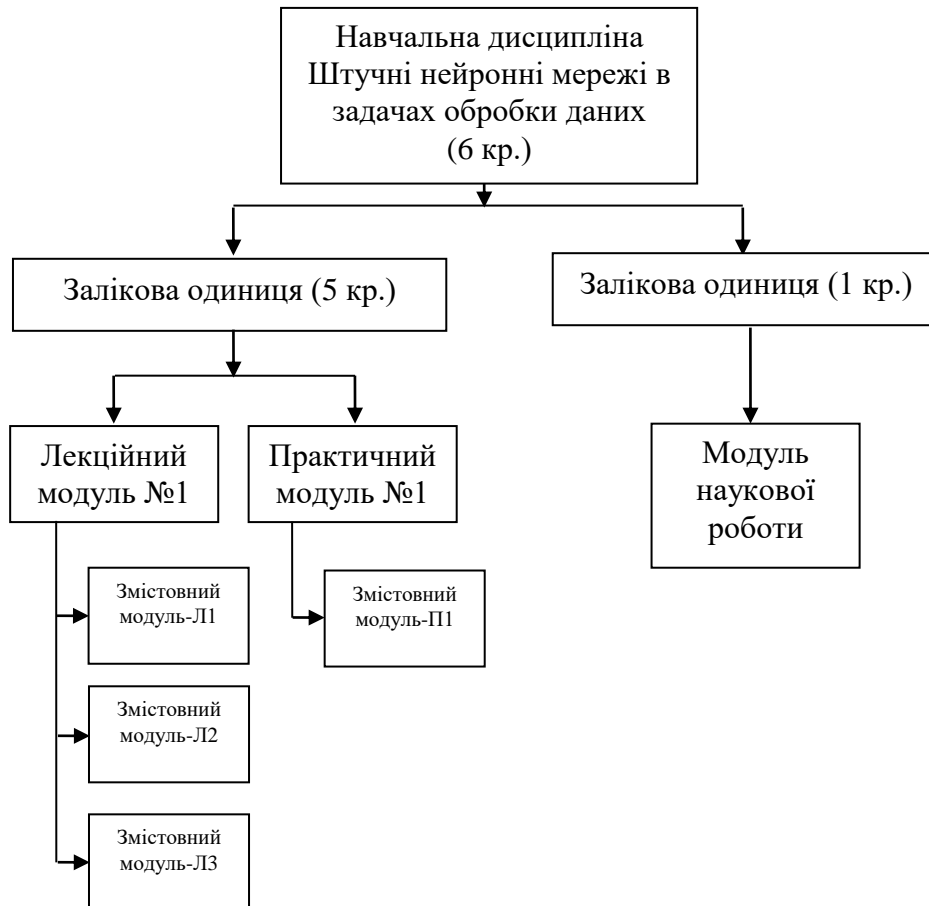 Навчальна дисципліна
Штучні нейронні мережі в
задачах обробки даних
(6 кр.)
Залікова одиниця (5 кр.)
Залікова одиниця (1 кр.)
Лекційний
модуль №1
Практичний
модуль №1
Модуль
наукової
роботи
Змістовний
модуль-Л1
Змістовний
модуль-П1
Змістовний
модуль-Л2
Змістовний
модуль-Л3